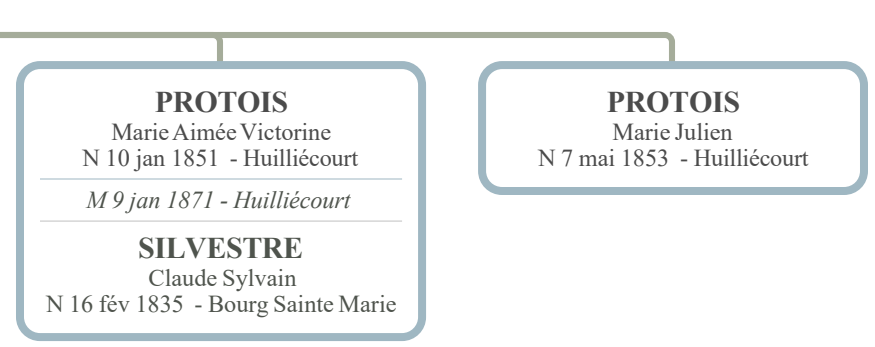 PROTOIS
Marie Aimée Victorine
N 10 jan 1851 - Huilliécourt
M 9 jan 1871 - Huilliécourt
SILVESTRE
Claude Sylvain
N 16 fév 1835 - Bourg Sainte Marie
PROTOIS
Marie Julien
N 7 mai 1853 - Huilliécourt